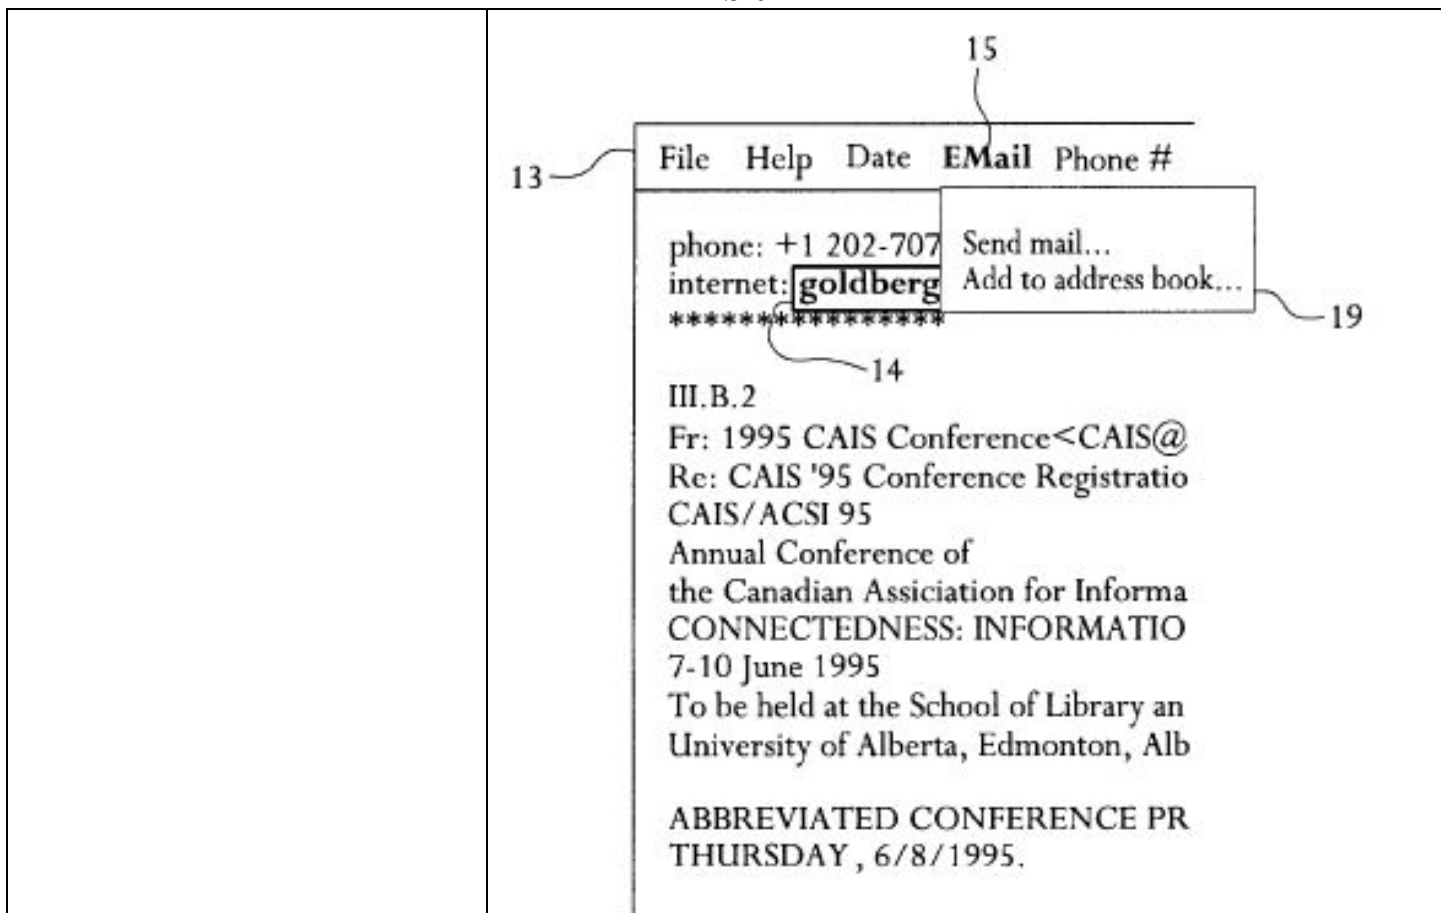 15
13
File Help Date EMail Phone #
phone: +1 202-707
internet: goldberg
Send mail...
Add to address book...
****************
19
14
III.B.2
Fr: 1995 CAIS Conference<CAIS@
Re: CAIS '95 Conference Registratio
CAIS/ACSI 95
Annual Conference of
the Canadian Assiciation for Informa
CONNECTEDNESS: INFORMATIO
7-10 June 1995
To be held at the School of Library an
University of Alberta, Edmonton, Alb
ABBREVIATED CONFERENCE PR
THURSDAY , 6/8/1995.